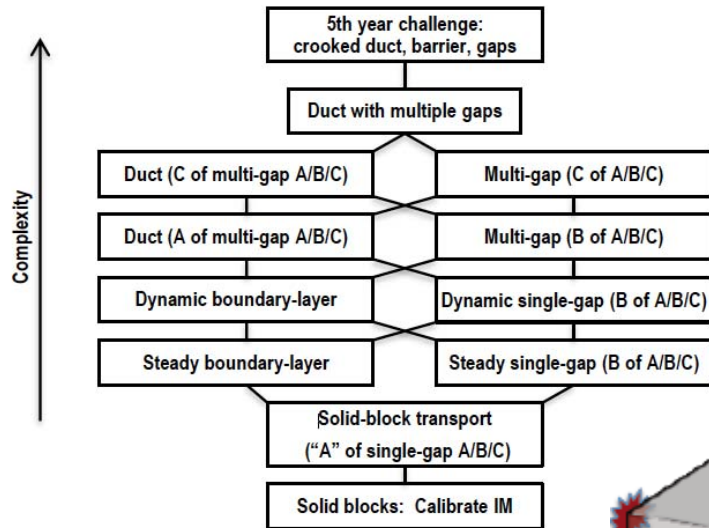 5th year challenge:
crooked duct, barrier, gaps
Duct with multiple gaps
Duct (C of multi-gap A/B/C)
Multi-gap (C of A/B/C)
Duct (A of multi-gap A/B/C)
Multi-gap (B of A/B/C)
Dynamic boundary-layer
Dynamic single-gap (B of A/B/C)
Steady boundary-layer
Steady single-gap (B of A/B/C)
Solid-block transport
(“A” of single-gap A/B/C)
Solid blocks: Calibrate IM
Complexity